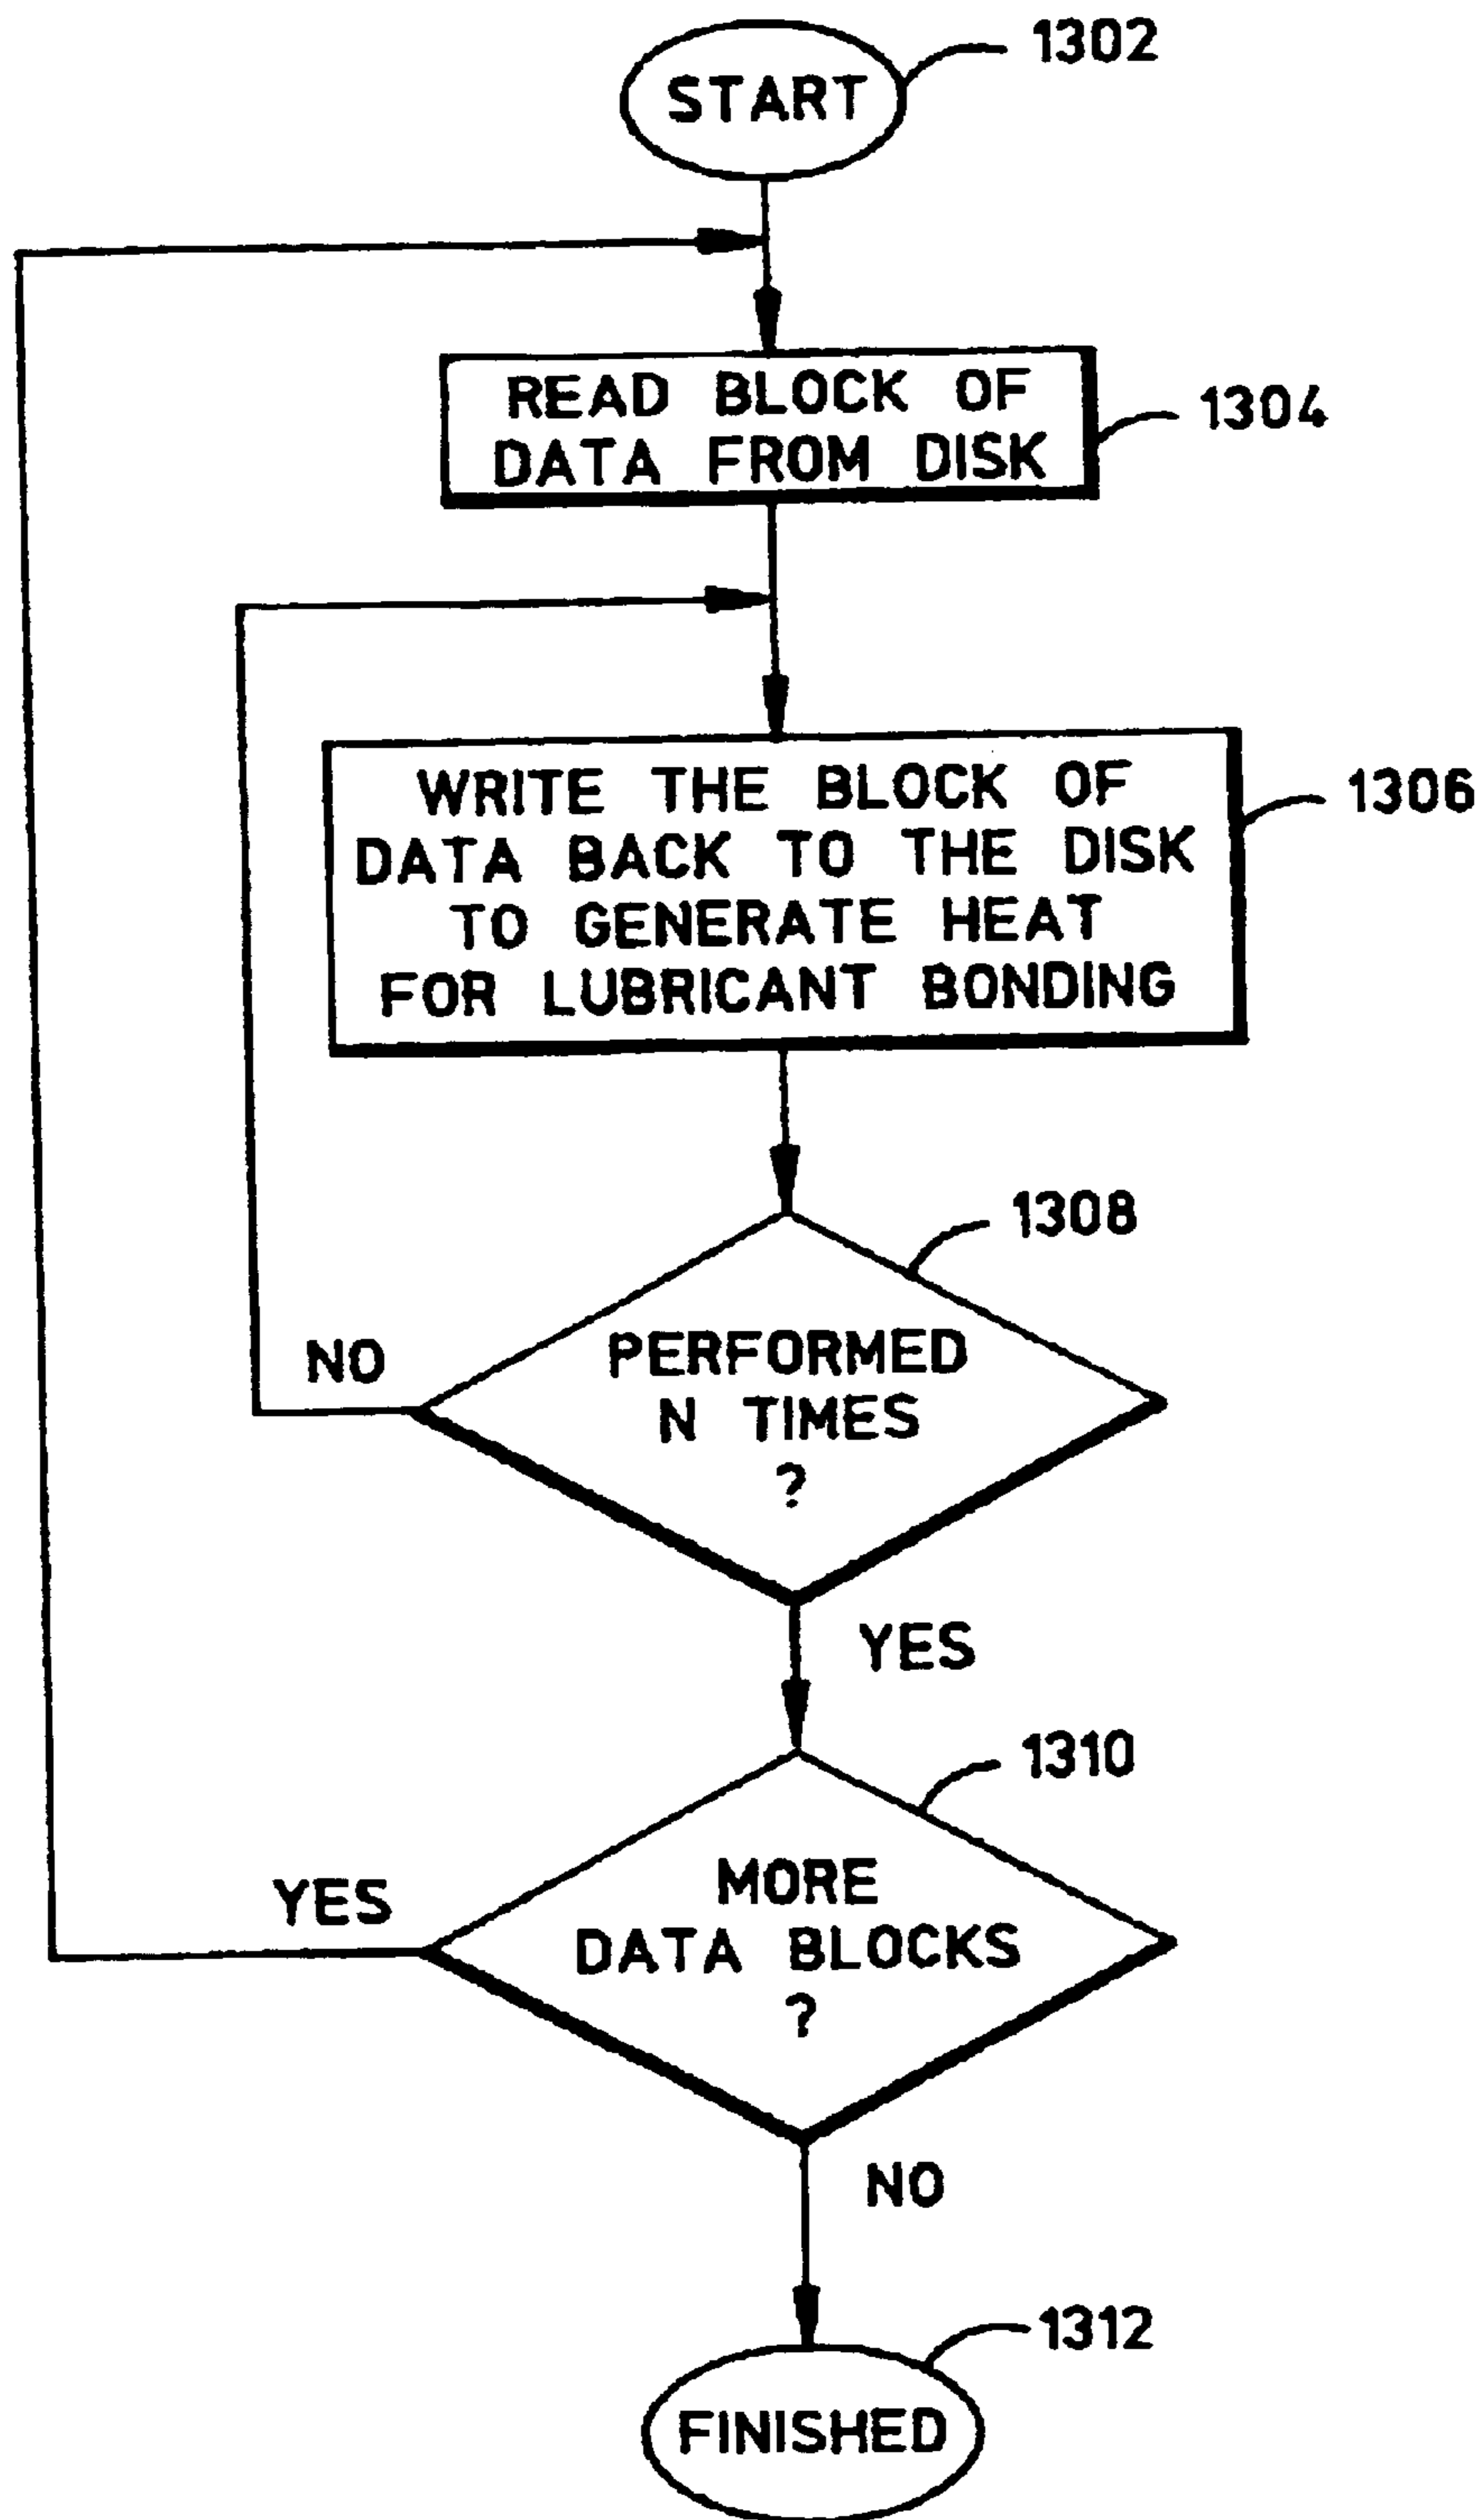 1302
START
READ BLOCK OF
DATA FROM DISK
1304
WRITE THE BLOCK OF
DATA BACK TO THE DISK
TO GENERATE HEAT
FOR LUBRICANT BONDING
1306
1308
PERFORMED
N TIMES
?
NO
YES
1310
MORE
DATA BLOCKS
?
YES
NO
1312
FINISHED